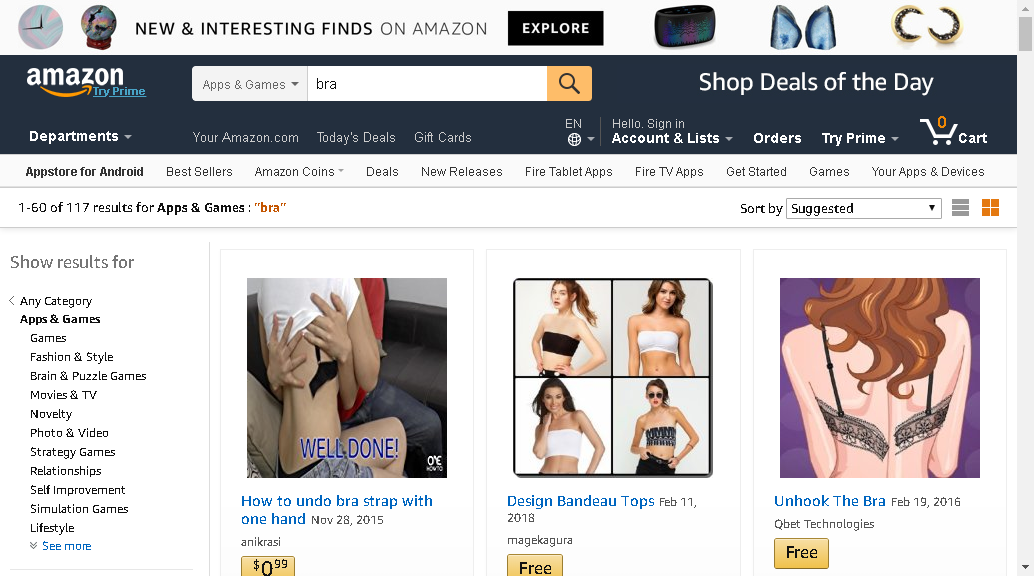 NEW & INTERESTING FINDS ON AMAZON EXPLORE
amazon
Try Prime
Apps & Games bra
Shop Deals of the Day
Departments
Your Amazon.com Today's Deals Gift Cards
EN
Hello. Sign in
Account & Lists
Orders
Try Prime
0
Cart
Appstore for Android Best Sellers Amazon Coins Deals New Releases Fire Tablet Apps Fire TV Apps Get Started Games Your Apps & Devices
1-60 of 117 results for Apps & Games : "bra"
Sort by Suggested
Show results for
Any Category
Apps & Games
Games
Fashion & Style
Brain & Puzzle Games
Movies & TV
Novelty
Photo & Video
Strategy Games
Relationships
Self Improvement
Simulation Games
Lifestyle
See more
WELL DONE!
How to undo bra strap with
one hand Nov 28, 2015
anikrasi
$0.99
Design Bandeau Tops Feb 11,
2018
magekagura
Free
Unhook The Bra Feb 19, 2016
Qbet Technologies
Free